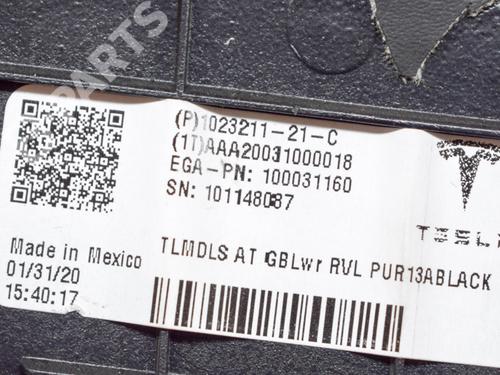 PARTS
(P)1023211-21-C
(1T)AAA20031000018
EGA-PN: 100031160
SN: 101148087
TESLA
Made in Mexico
01/31/20
15:40:17
TLMDLS AT GBLwr RVL PUR13ABLACK